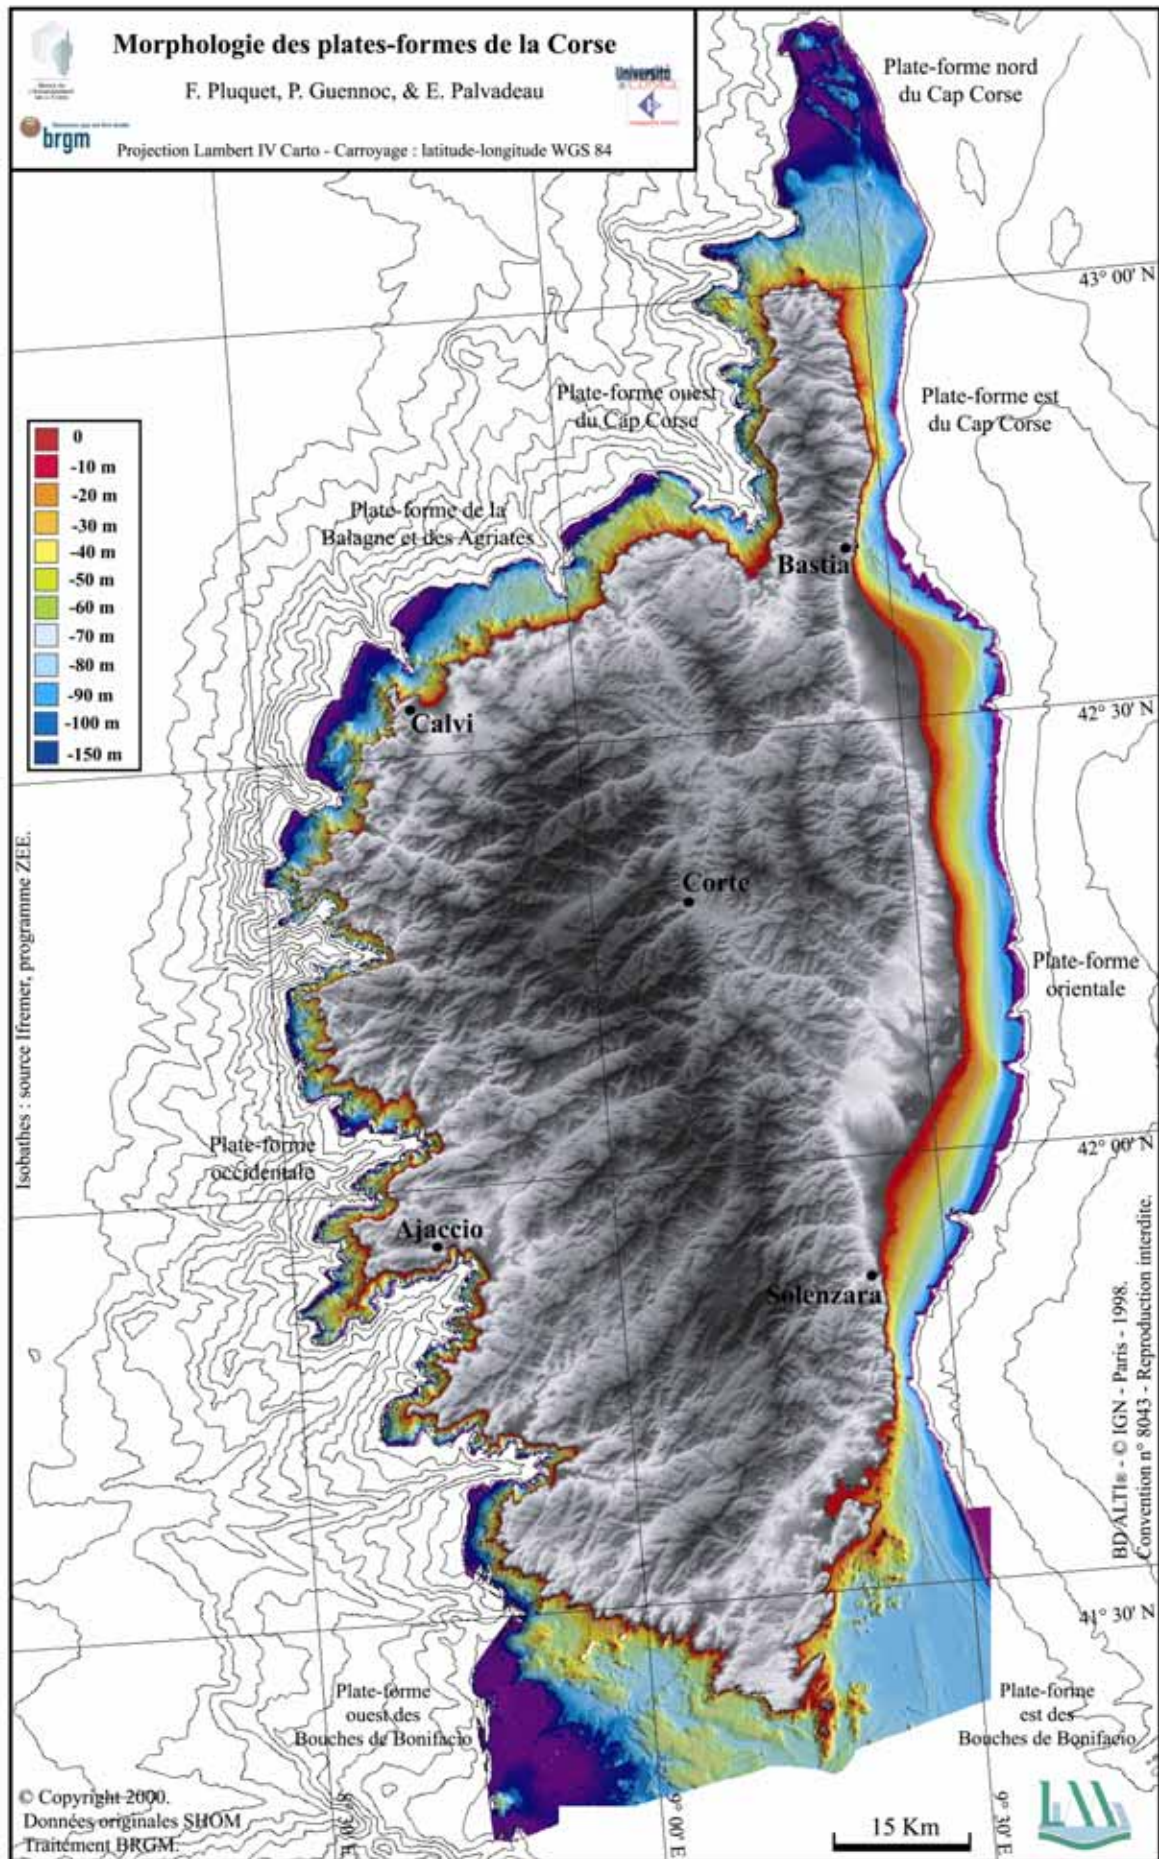 Morphologie des plates-formes de la Corse
F. Pluquet, P. Guennoc, & E. Palvadeau
brgm
Università
Projection Lambert IV Carto - Carroyage : latitude-longitude WGS 84
Plate-forme nord
du Cap Corse
43° 00' N
Plate-forme ouest
du Cap Corse
Plate-forme est
du Cap Corse
0
-10 m
-20 m
-30 m
-40 m
-50 m
-60 m
-70 m
-80 m
-90 m
-100 m
-150 m
Plate-forme de la
Balagne et des Agriates
Bastia
Calvi
42° 30' N
Corte
Plate-forme
orientale
Isobathes : source Ifremer, programme ZEE.
Plate-forme
occidentale
42° 00' N
Ajaccio
Solenzara
BD/ALTI® - © IGN - Paris - 1998.
Convention n° 8043 - Reproduction interdite.
41° 30' N
Plate-forme
ouest des
Bouches de Bonifacio
Plate-forme
est des
Bouches de Bonifacio
© Copyright 2000.
Données originales SHOM
Traitement BRGM.
8° 30' E
9° 00' E
9° 30' E
15 Km